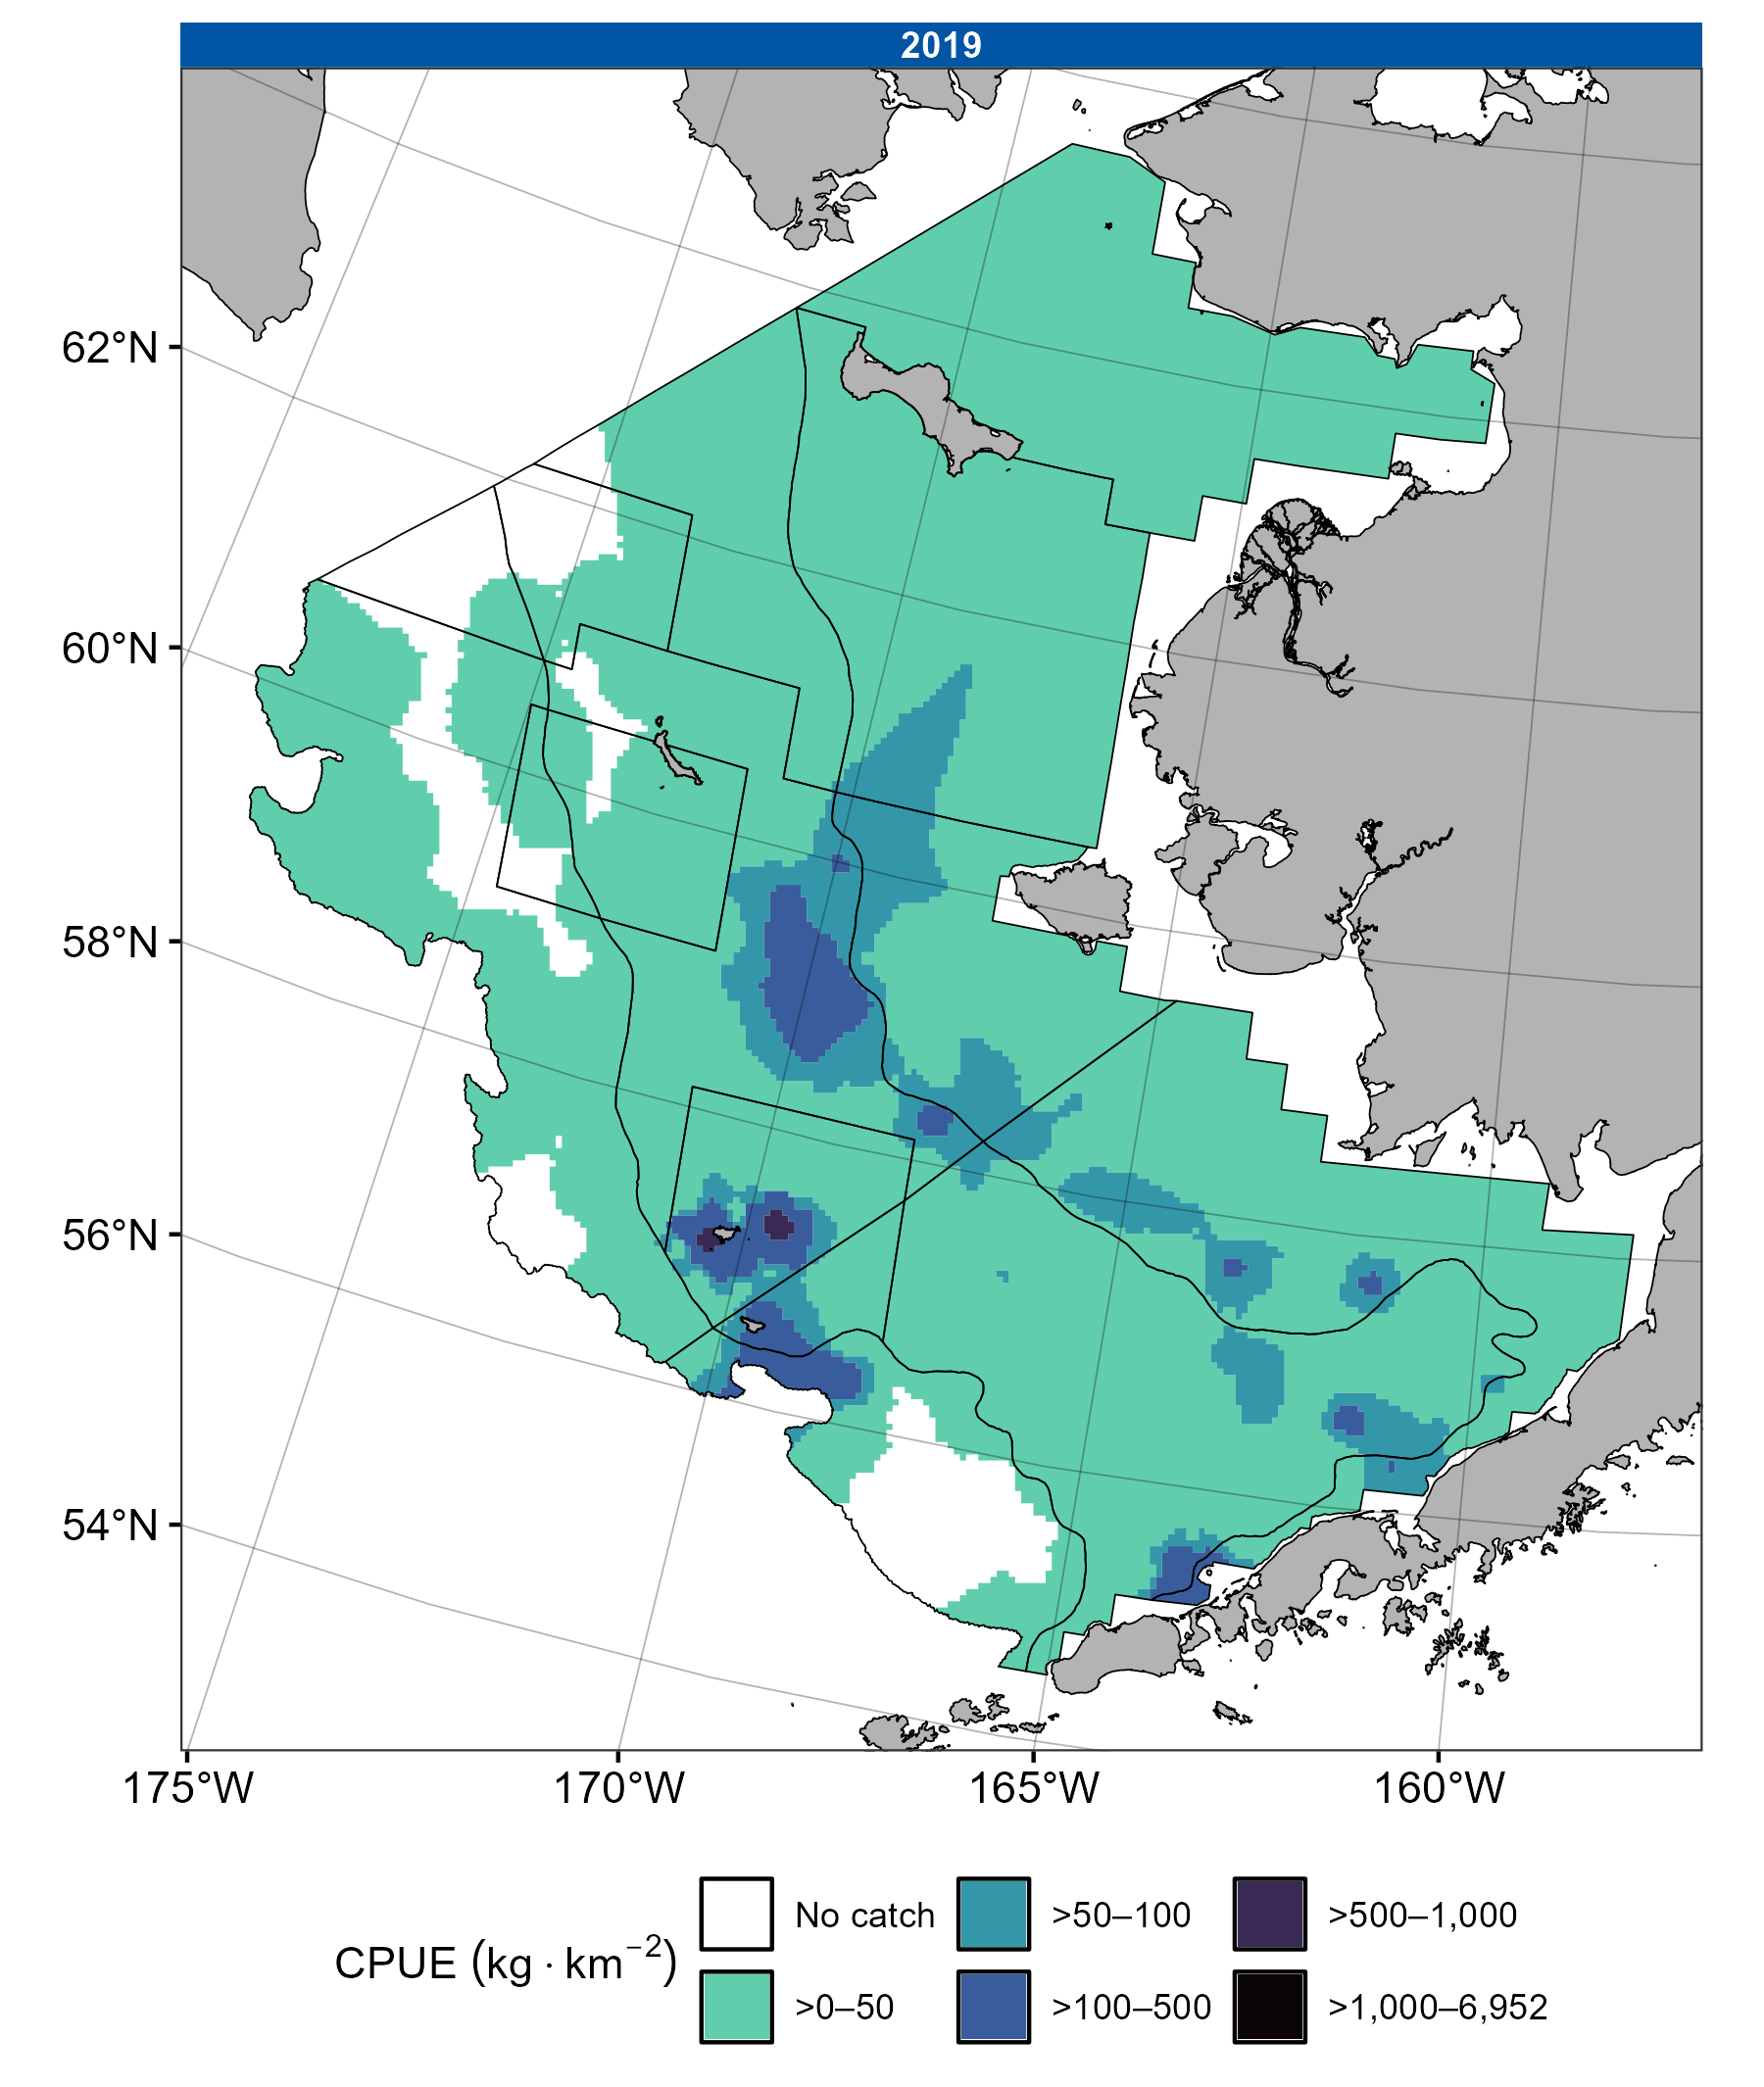 2019
62°N
60°N
58°N
56°N
54°N
175°W 170°W 165°W 160°W
CPUE (kg · km⁻²)
No catch >50–100 >500–1,000
>0–50 >100–500 >1,000–6,952